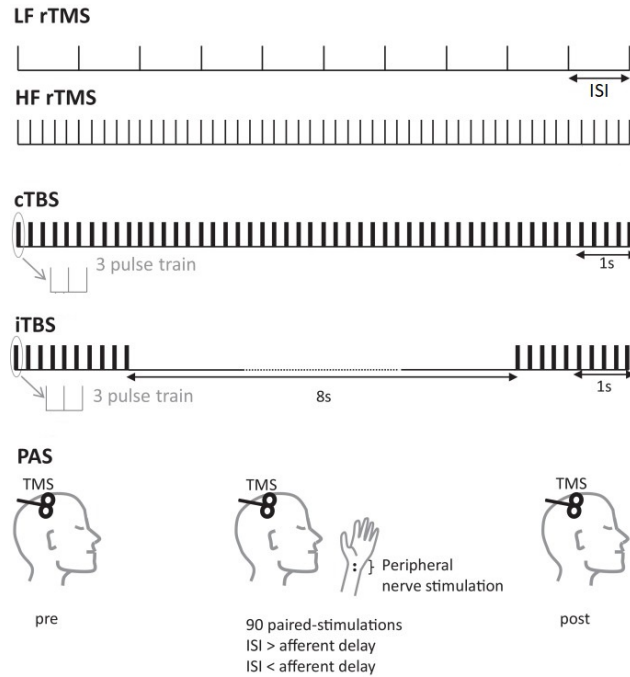 LF rTMS
ISI
HF rTMS
cTBS
3 pulse train
1s
iTBS
3 pulse train
8s
1s
PAS
TMS
TMS
TMS
Peripheral
nerve stimulation
pre
90 paired-stimulations
ISI > afferent delay
ISI < afferent delay
post